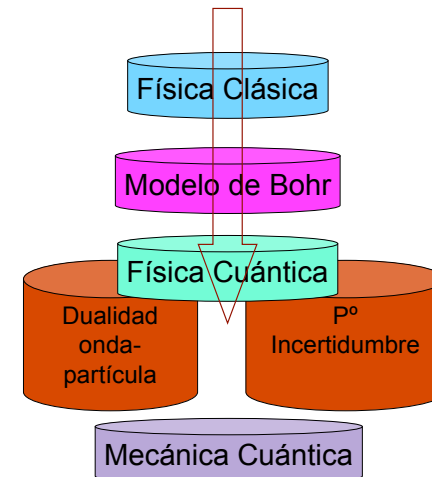 Física Clásica
Modelo de Bohr
Física Cuántica
Dualidad
onda-
partícula
Pº
Incertidumbre
Mecánica Cuántica